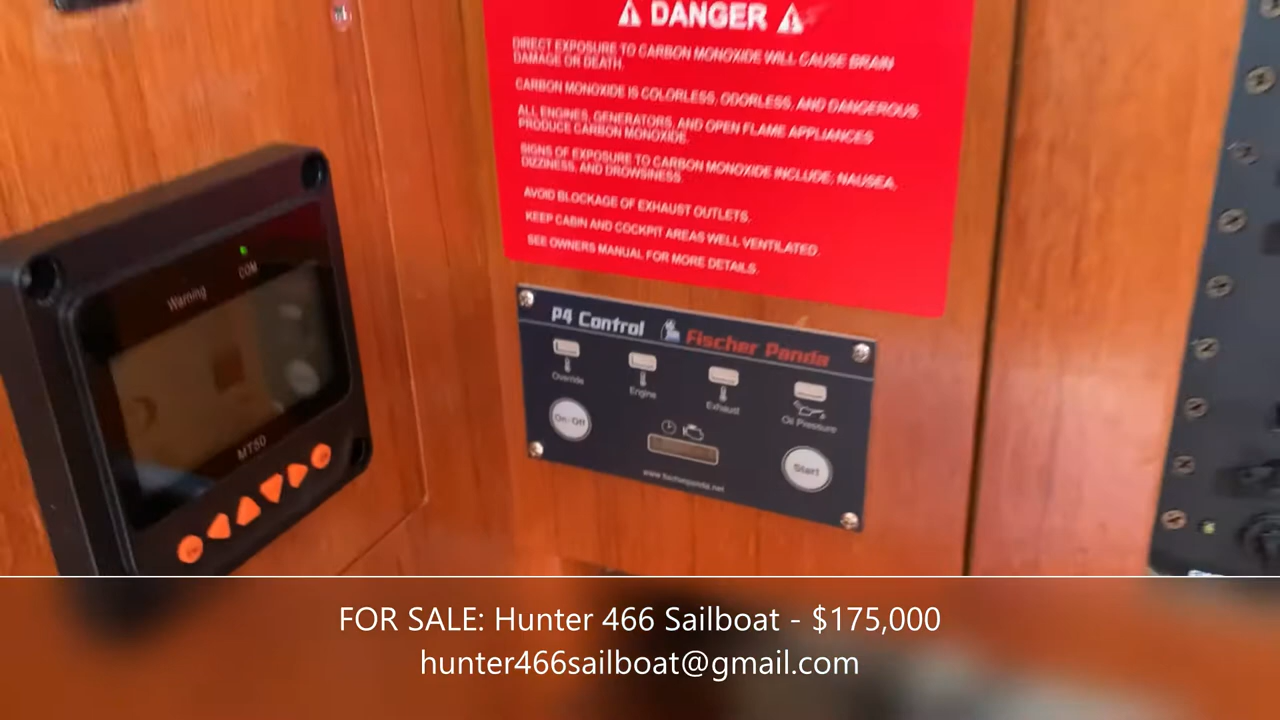 DANGER
DIRECT EXPOSURE TO CARBON MONOXIDE WILL CAUSE BRAIN
DAMAGE OR DEATH.
CARBON MONOXIDE IS COLORLESS, ODORLESS, AND DANGEROUS.
ALL ENGINES, GENERATORS, AND OPEN FLAME APPLIANCES
PRODUCE CARBON MONOXIDE.
SIGNS OF EXPOSURE TO CARBON MONOXIDE INCLUDE; NAUSEA,
DIZZINESS, AND DROWSINESS.
AVOID BLOCKAGE OF EXHAUST OUTLETS.
KEEP CABIN AND COCKPIT AREAS WELL VENTILATED.
SEE OWNERS MANUAL FOR MORE DETAILS.
Warning COM
MT50
P4 Control Fischer Panda
Override Engine Exhaust Oil Pressure
On/Off
Start
www.fischerpanda.net
FOR SALE: Hunter 466 Sailboat - $175,000
hunter466sailboat@gmail.com